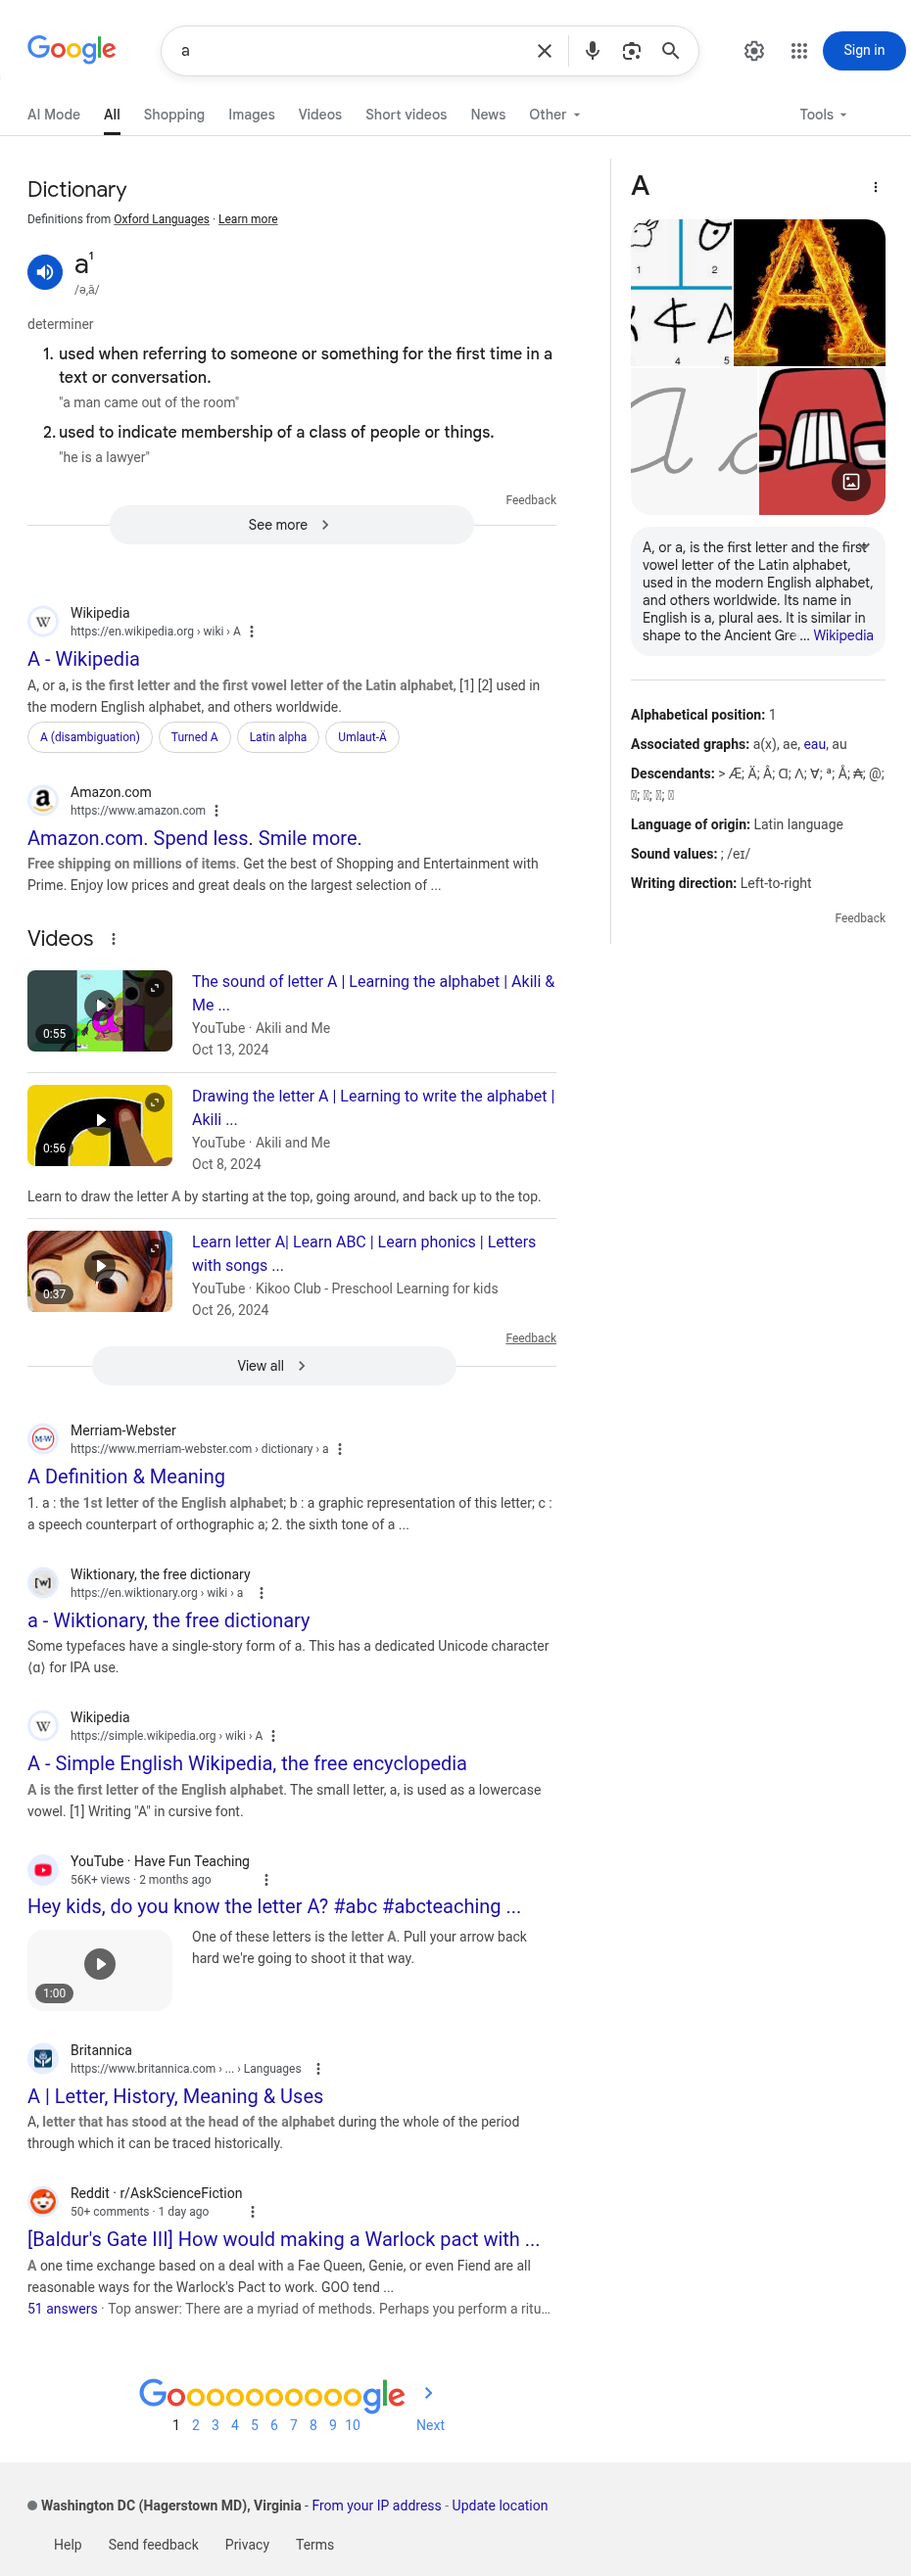 Google
a
Sign in
AI Mode
All
Shopping
Images
Videos
Short videos
News
Other
Tools
Dictionary
Definitions from Oxford Languages · Learn more
a¹
/ə,ā/
determiner
1. used when referring to someone or something for the first time in a
text or conversation.
"a man came out of the room"
2. used to indicate membership of a class of people or things.
"he is a lawyer"
Feedback
See more
Wikipedia
https://en.wikipedia.org › wiki › A
A - Wikipedia
A, or a, is the first letter and the first vowel letter of the Latin alphabet, [1] [2] used in
the modern English alphabet, and others worldwide.
A (disambiguation)
Turned A
Latin alpha
Umlaut-Ä
Amazon.com
https://www.amazon.com
Amazon.com. Spend less. Smile more.
Free shipping on millions of items. Get the best of Shopping and Entertainment with
Prime. Enjoy low prices and great deals on the largest selection of ...
Videos
0:55
The sound of letter A | Learning the alphabet | Akili &
Me ...
YouTube · Akili and Me
Oct 13, 2024
0:56
Drawing the letter A | Learning to write the alphabet |
Akili ...
YouTube · Akili and Me
Oct 8, 2024
Learn to draw the letter A by starting at the top, going around, and back up to the top.
0:37
Learn letter A| Learn ABC | Learn phonics | Letters
with songs ...
YouTube · Kikoo Club - Preschool Learning for kids
Oct 26, 2024
Feedback
View all
Merriam-Webster
https://www.merriam-webster.com › dictionary › a
A Definition & Meaning
1. a : the 1st letter of the English alphabet; b : a graphic representation of this letter; c :
a speech counterpart of orthographic a; 2. the sixth tone of a ...
Wiktionary, the free dictionary
https://en.wiktionary.org › wiki › a
a - Wiktionary, the free dictionary
Some typefaces have a single-story form of a. This has a dedicated Unicode character
⟨ɑ⟩ for IPA use.
Wikipedia
https://simple.wikipedia.org › wiki › A
A - Simple English Wikipedia, the free encyclopedia
A is the first letter of the English alphabet. The small letter, a, is used as a lowercase
vowel. [1] Writing "A" in cursive font.
YouTube · Have Fun Teaching
56K+ views · 2 months ago
Hey kids, do you know the letter A? #abc #abcteaching ...
1:00
One of these letters is the letter A. Pull your arrow back
hard we're going to shoot it that way.
Britannica
https://www.britannica.com › ... › Languages
A | Letter, History, Meaning & Uses
A, letter that has stood at the head of the alphabet during the whole of the period
through which it can be traced historically.
Reddit · r/AskScienceFiction
50+ comments · 1 day ago
[Baldur's Gate III] How would making a Warlock pact with ...
A one time exchange based on a deal with a Fae Queen, Genie, or even Fiend are all
reasonable ways for the Warlock's Pact to work. GOO tend ...
51 answers · Top answer: There are a myriad of methods. Perhaps you perform a ritu...
A
1 2
4 5
A
a a
A, or a, is the first letter and the first
vowel letter of the Latin alphabet,
used in the modern English alphabet,
and others worldwide. Its name in
English is a, plural aes. It is similar in
shape to the Ancient Gre ... Wikipedia
Alphabetical position: 1
Associated graphs: a(x), ae, eau, au
Descendants: > Æ; Ä; Â; Ɑ; Λ; Ɐ; ª; Å; ₳; @;
Language of origin: Latin language
Sound values: ; /eɪ/
Writing direction: Left-to-right
Feedback
Goooooooooogle
1 2 3 4 5 6 7 8 9 10 Next
Washington DC (Hagerstown MD), Virginia - From your IP address - Update location
Help
Send feedback
Privacy
Terms